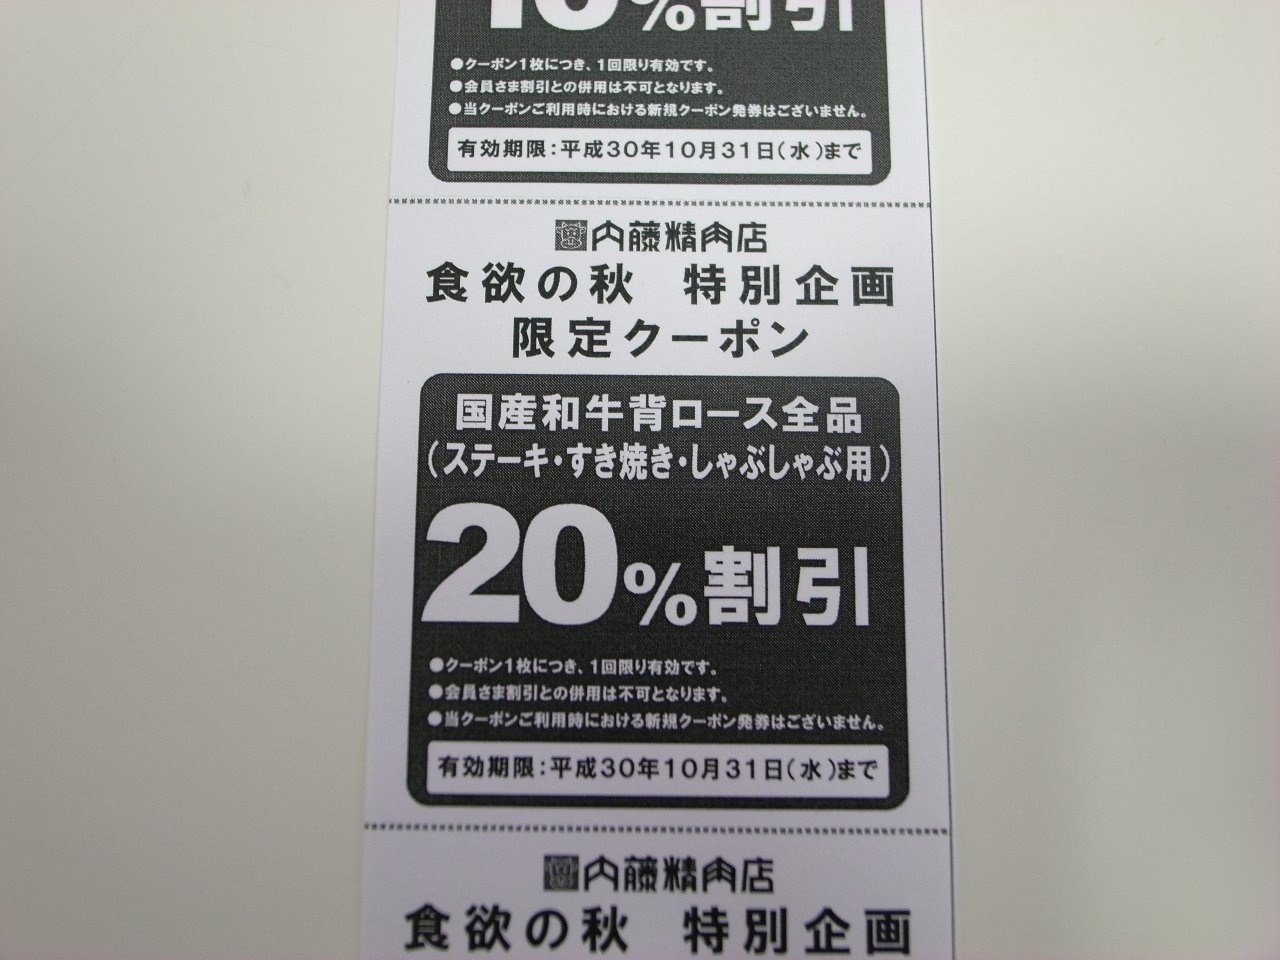 10%割引
●クーポン1枚につき、1回限り有効です。
●会員さま割引との併用は不可となります。
●当クーポンご利用時における新規クーポン発券はございません。
有効期限:平成30年10月31日(水)まで
内藤精肉店
食欲の秋 特別企画
限定クーポン
国産和牛背ロース全品
(ステーキ・すき焼き・しゃぶしゃぶ用)
20%割引
●クーポン1枚につき、1回限り有効です。
●会員さま割引との併用は不可となります。
●当クーポンご利用時における新規クーポン発券はございません。
有効期限:平成30年10月31日(水)まで
内藤精肉店
食欲の秋 特別企画